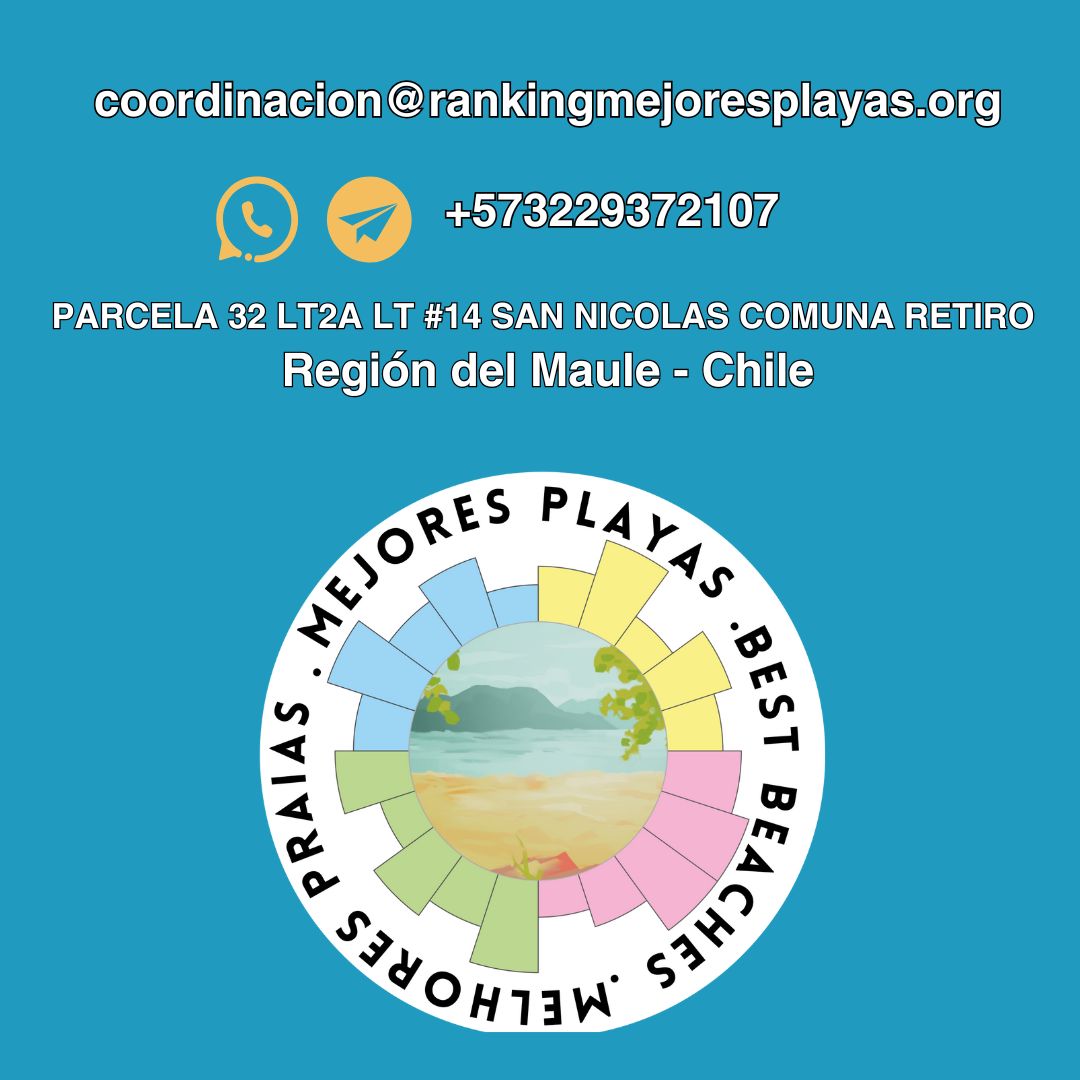 coordinacion@rankingmejoresplayas.org
+573229372107
PARCELA 32 LT2A LT #14 SAN NICOLAS COMUNA RETIRO
Región del Maule - Chile
. MEJORES PLAYAS . BEST BEACHES . MELHORES PRAIAS